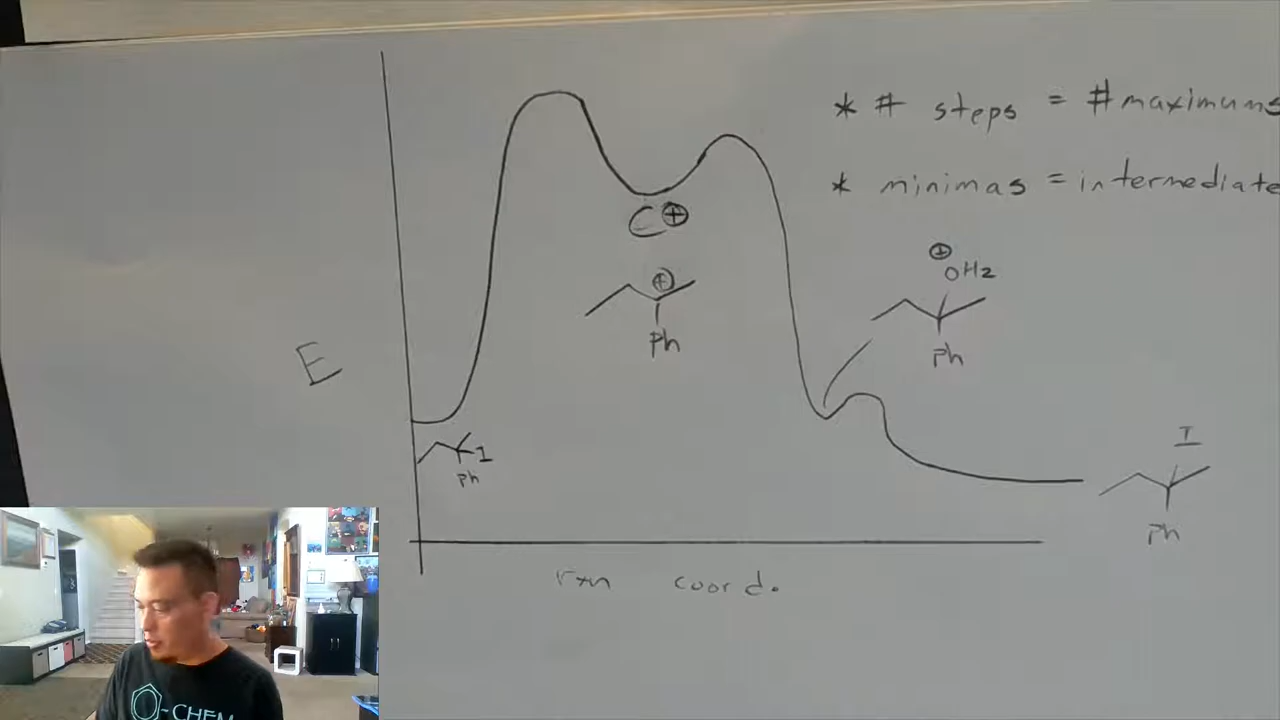 * # steps = # maximums
* minimas = intermediate
C⊕
⊕
OH2
⊕
Ph
Ph
E
I
Ph
I
Ph
rxn coord.
-CHEM